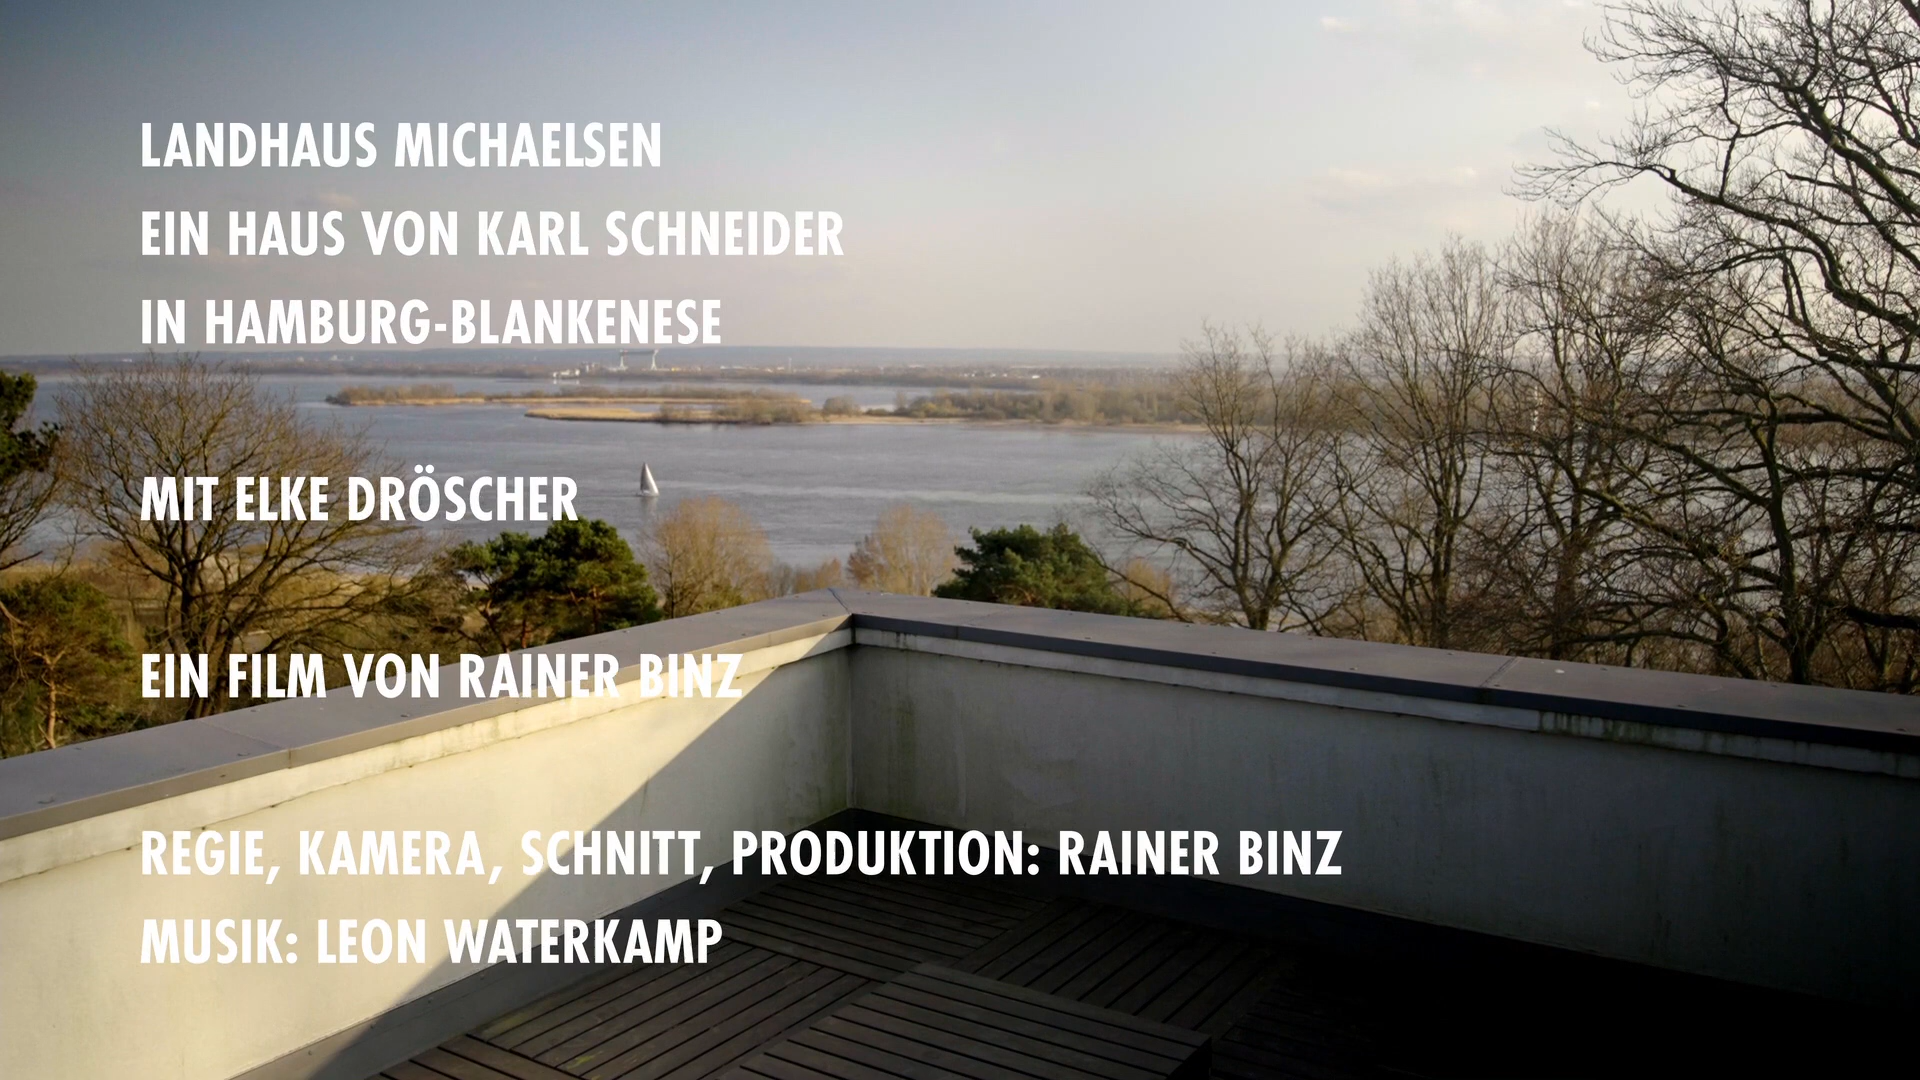 LANDHAUS MICHAELSEN
EIN HAUS VON KARL SCHNEIDER
IN HAMBURG-BLANKENESE
MIT ELKE DRÖSCHER
EIN FILM VON RAINER BINZ
REGIE, KAMERA, SCHNITT, PRODUKTION: RAINER BINZ
MUSIK: LEON WATERKAMP